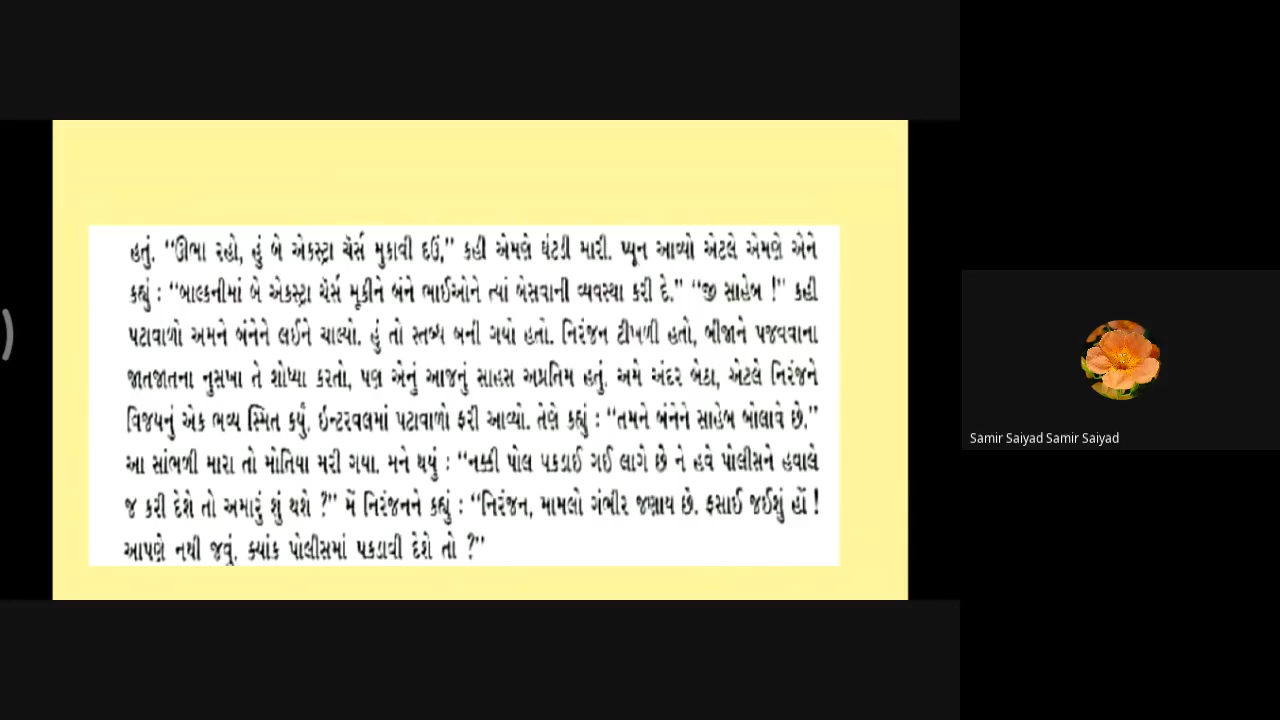 હતું. “ઊભા રહો, હું બે એક્સ્ટ્રા ચૅર્સ મુકાવી દઉં,” કહી એમણે ઘંટડી મારી. પ્યૂન આવ્યો એટલે એમણે એને
કહ્યું : “બાલ્કનીમાં બે એક્સ્ટ્રા ચૅર્સ મૂકીને બંને ભાઈઓને ત્યાં બેસવાની વ્યવસ્થા કરી દે.” “જી સાહેબ !” કહી
પટાવાળો અમને બંનેને લઈને ચાલ્યો. હું તો સ્તબ્ધ બની ગયો હતો. નિરંજન ટીખળી હતો, બીજાને પજવવાના
જાતજાતના નુસખા તે શોધ્યા કરતો, પણ એનું આજનું સાહસ અપ્રતિમ હતું. અમે અંદર બેઠા, એટલે નિરંજને
વિજયનું એક ભવ્ય સ્મિત કર્યું. ઇન્ટરવલમાં પટાવાળો ફરી આવ્યો. તેણે કહ્યું : “તમને બંનેને સાહેબ બોલાવે છે.”
આ સાંભળી મારા તો મોતિયા મરી ગયા. મને થયું : “નક્કી પોલ પકડાઈ ગઈ લાગે છે ને હવે પોલીસને હવાલે
જ કરી દેશે તો અમારું શું થશે ?” મેં નિરંજનને કહ્યું : “નિરંજન, મામલો ગંભીર જણાય છે. ફસાઈ જઈશું હોં !
આપણે નથી જવું. ક્યાંક પોલીસમાં પકડાવી દેશે તો ?”
Samir Saiyad Samir Saiyad